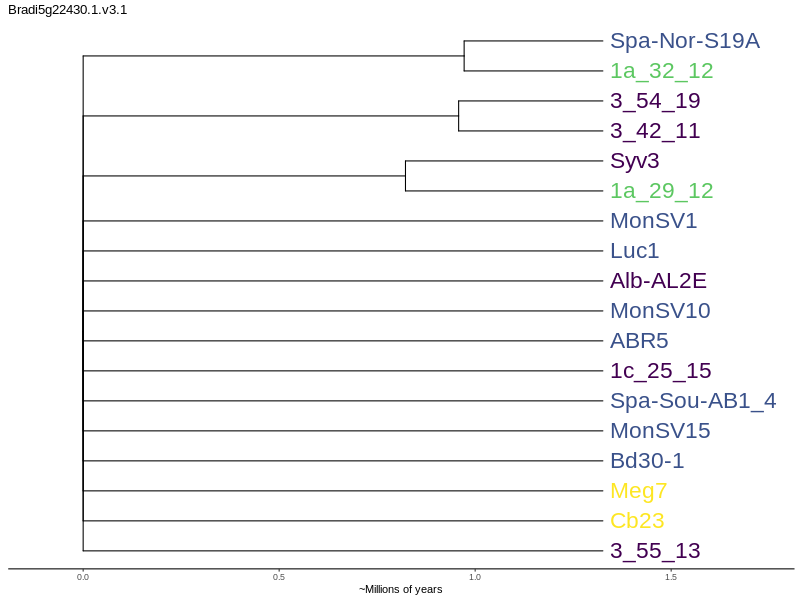 Bradi5g22430.1.v3.1
Spa-Nor-S19A
1a_32_12
3_54_19
3_42_11
Syv3
1a_29_12
MonSV1
Luc1
Alb-AL2E
MonSV10
ABR5
1c_25_15
Spa-Sou-AB1_4
MonSV15
Bd30-1
Meg7
Cb23
3_55_13
0.0 0.5 1.0 1.5
~Millions of years